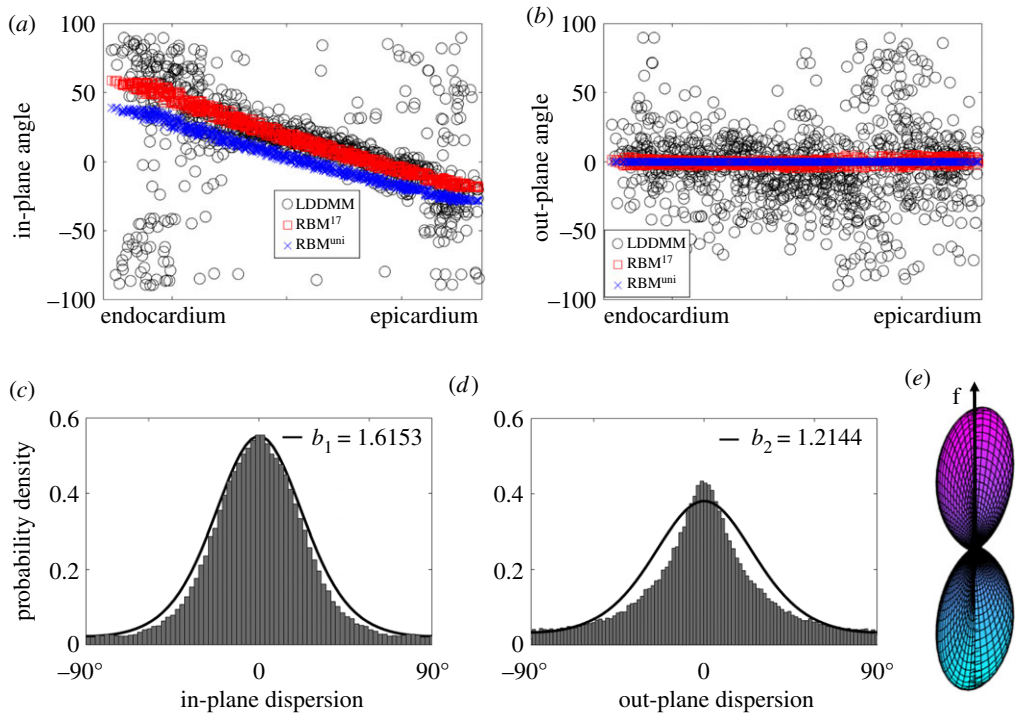 (a)
100
50
0
−50
−100
in-plane angle
LDDMM
RBM¹⁷
RBMᵘⁿⁱ
endocardium
epicardium
(b)
100
50
0
−50
−100
out-plane angle
LDDMM
RBM¹⁷
RBMᵘⁿⁱ
endocardium
epicardium
(c)
0.6
0.4
0.2
0
probability density
b₁ = 1.6153
−90°
0
90°
in-plane dispersion
(d)
0.6
0.4
0.2
0
b₂ = 1.2144
−90°
0
90°
out-plane dispersion
(e)
f